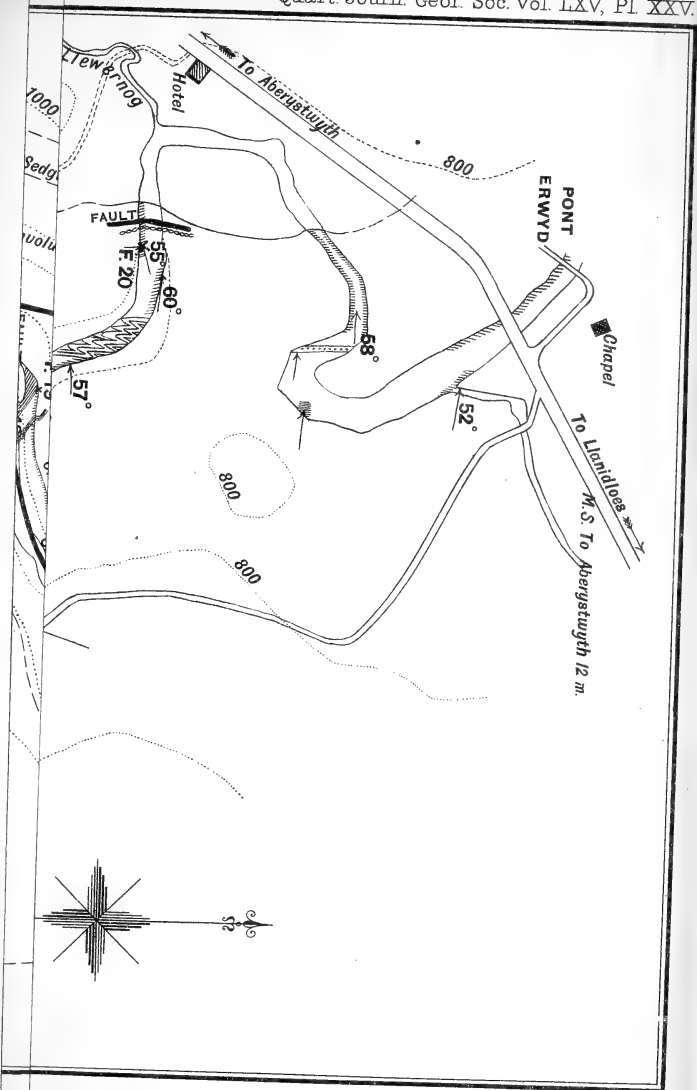 Quart. Journ. Geol. Soc. Vol. LXV, Pl. XXV.
Llewernog
Hotel
To Aberystwyth
1000
800
PONT
ERWYD
FAULT
55°
60°
F. 20
58°
Chapel
57°
52°
To Llanidloes
M.S. To Aberystwyth 12 m.
800
800